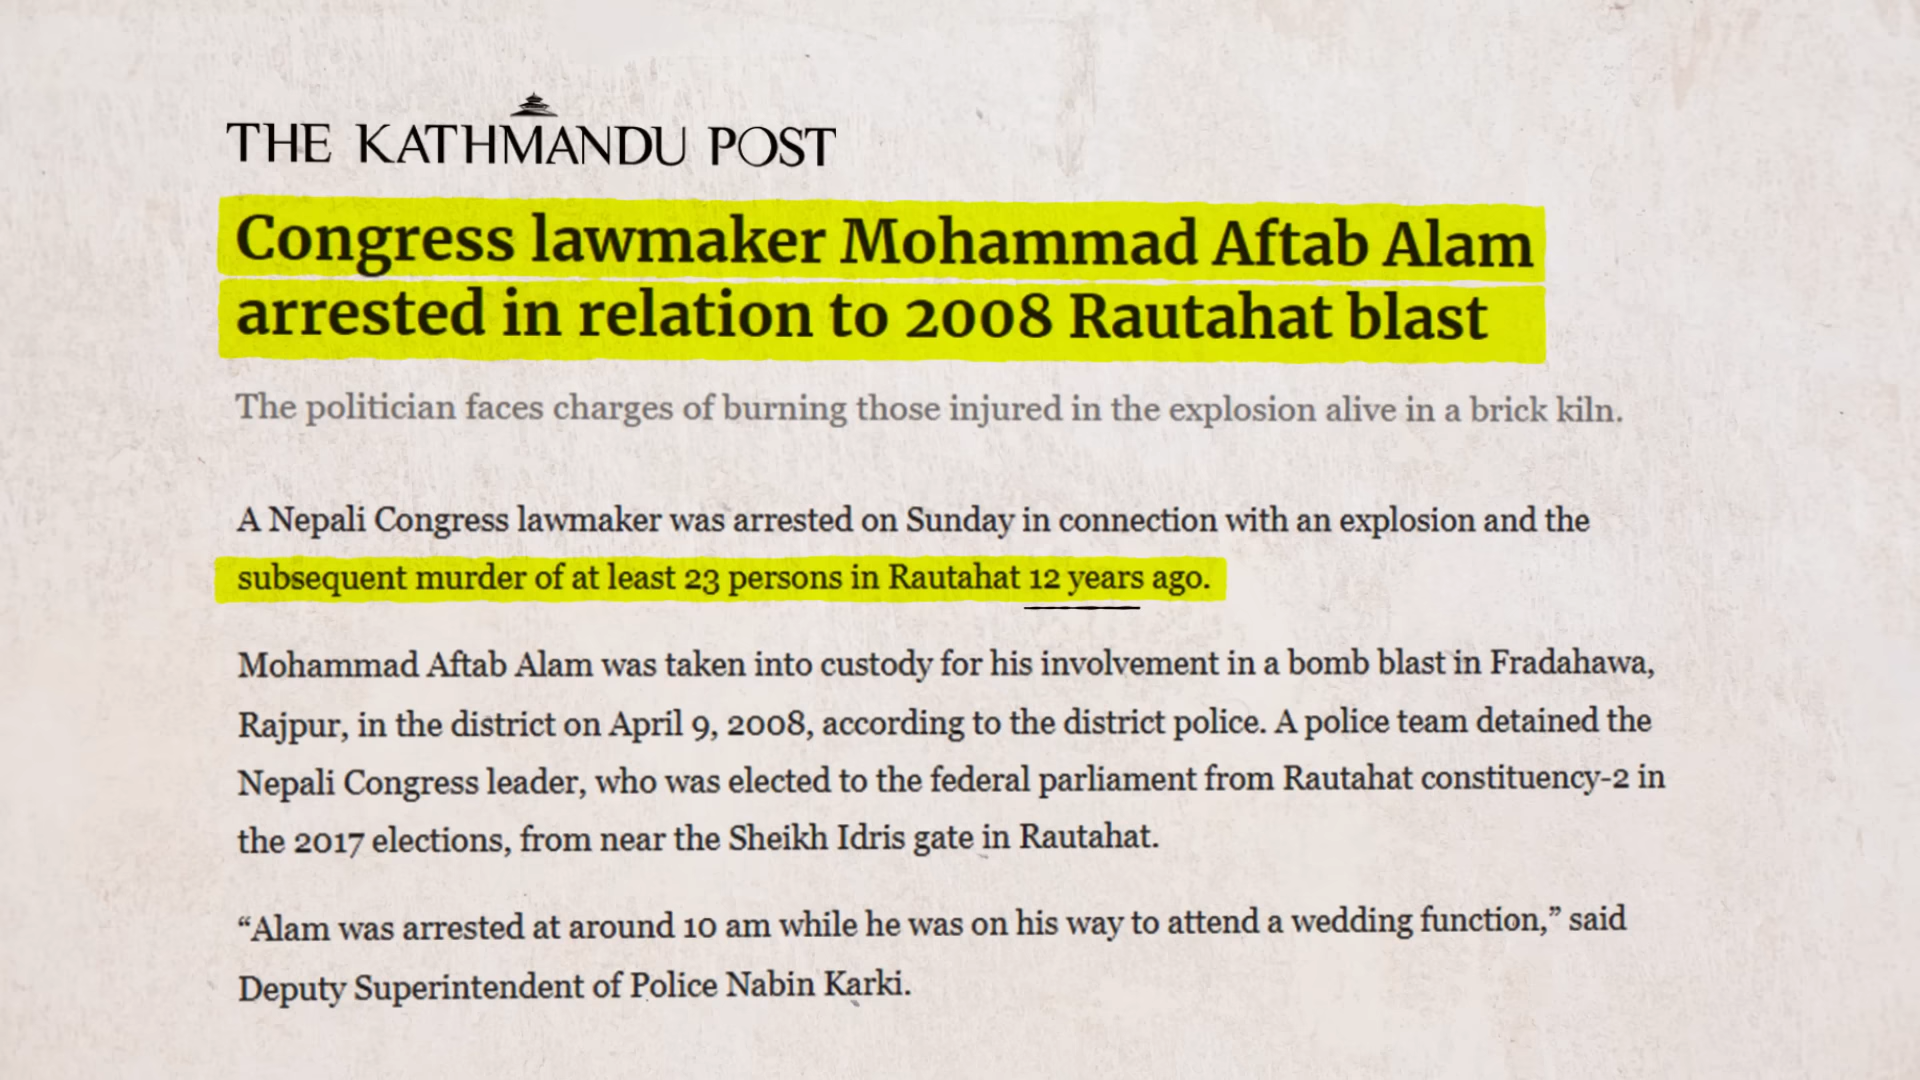 THE KATHMANDU POST
Congress lawmaker Mohammad Aftab Alam
arrested in relation to 2008 Rautahat blast
The politician faces charges of burning those injured in the explosion alive in a brick kiln.
A Nepali Congress lawmaker was arrested on Sunday in connection with an explosion and the
subsequent murder of at least 23 persons in Rautahat 12 years ago.
Mohammad Aftab Alam was taken into custody for his involvement in a bomb blast in Fradahawa,
Rajpur, in the district on April 9, 2008, according to the district police. A police team detained the
Nepali Congress leader, who was elected to the federal parliament from Rautahat constituency-2 in
the 2017 elections, from near the Sheikh Idris gate in Rautahat.
“Alam was arrested at around 10 am while he was on his way to attend a wedding function,” said
Deputy Superintendent of Police Nabin Karki.